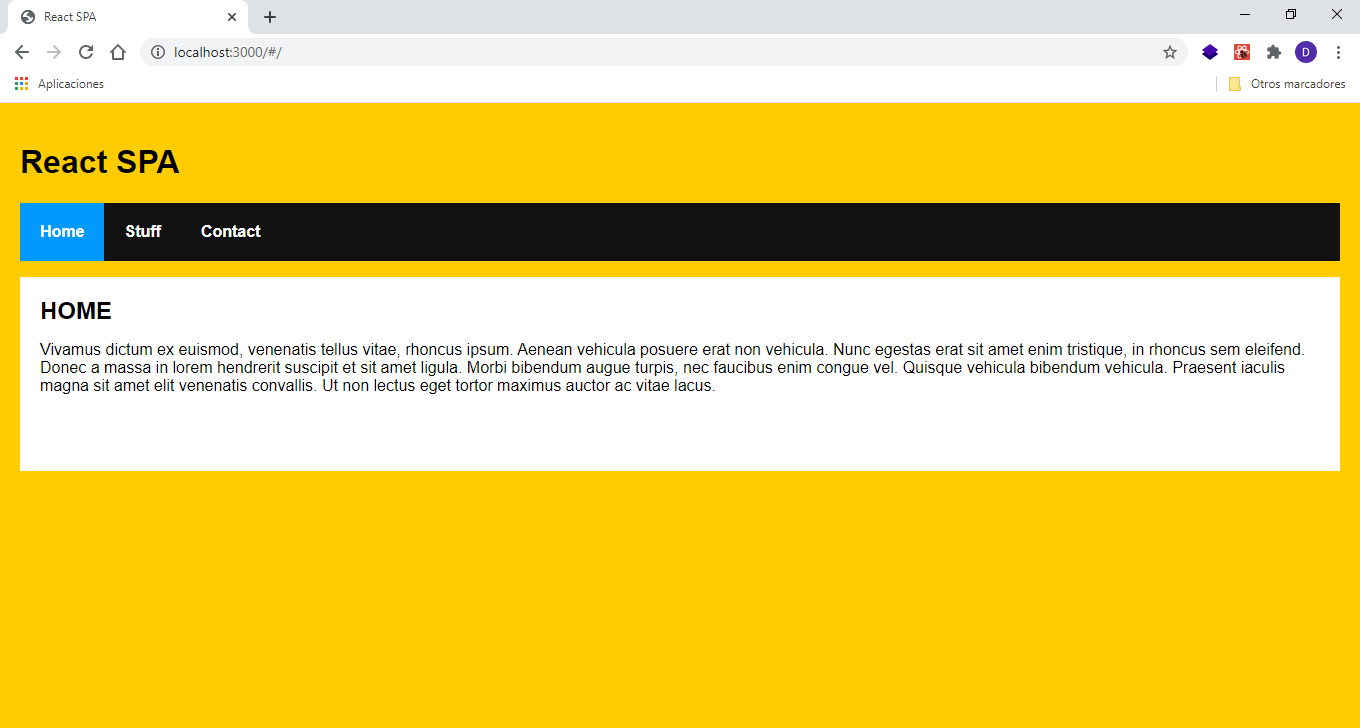 React SPA
localhost:3000/#/
D
Aplicaciones
Otros marcadores
React SPA
Home Stuff Contact
HOME
Vivamus dictum ex euismod, venenatis tellus vitae, rhoncus ipsum. Aenean vehicula posuere erat non vehicula. Nunc egestas erat sit amet enim tristique, in rhoncus sem eleifend.
Donec a massa in lorem hendrerit suscipit et sit amet ligula. Morbi bibendum augue turpis, nec faucibus enim congue vel. Quisque vehicula bibendum vehicula. Praesent iaculis
magna sit amet elit venenatis convallis. Ut non lectus eget tortor maximus auctor ac vitae lacus.